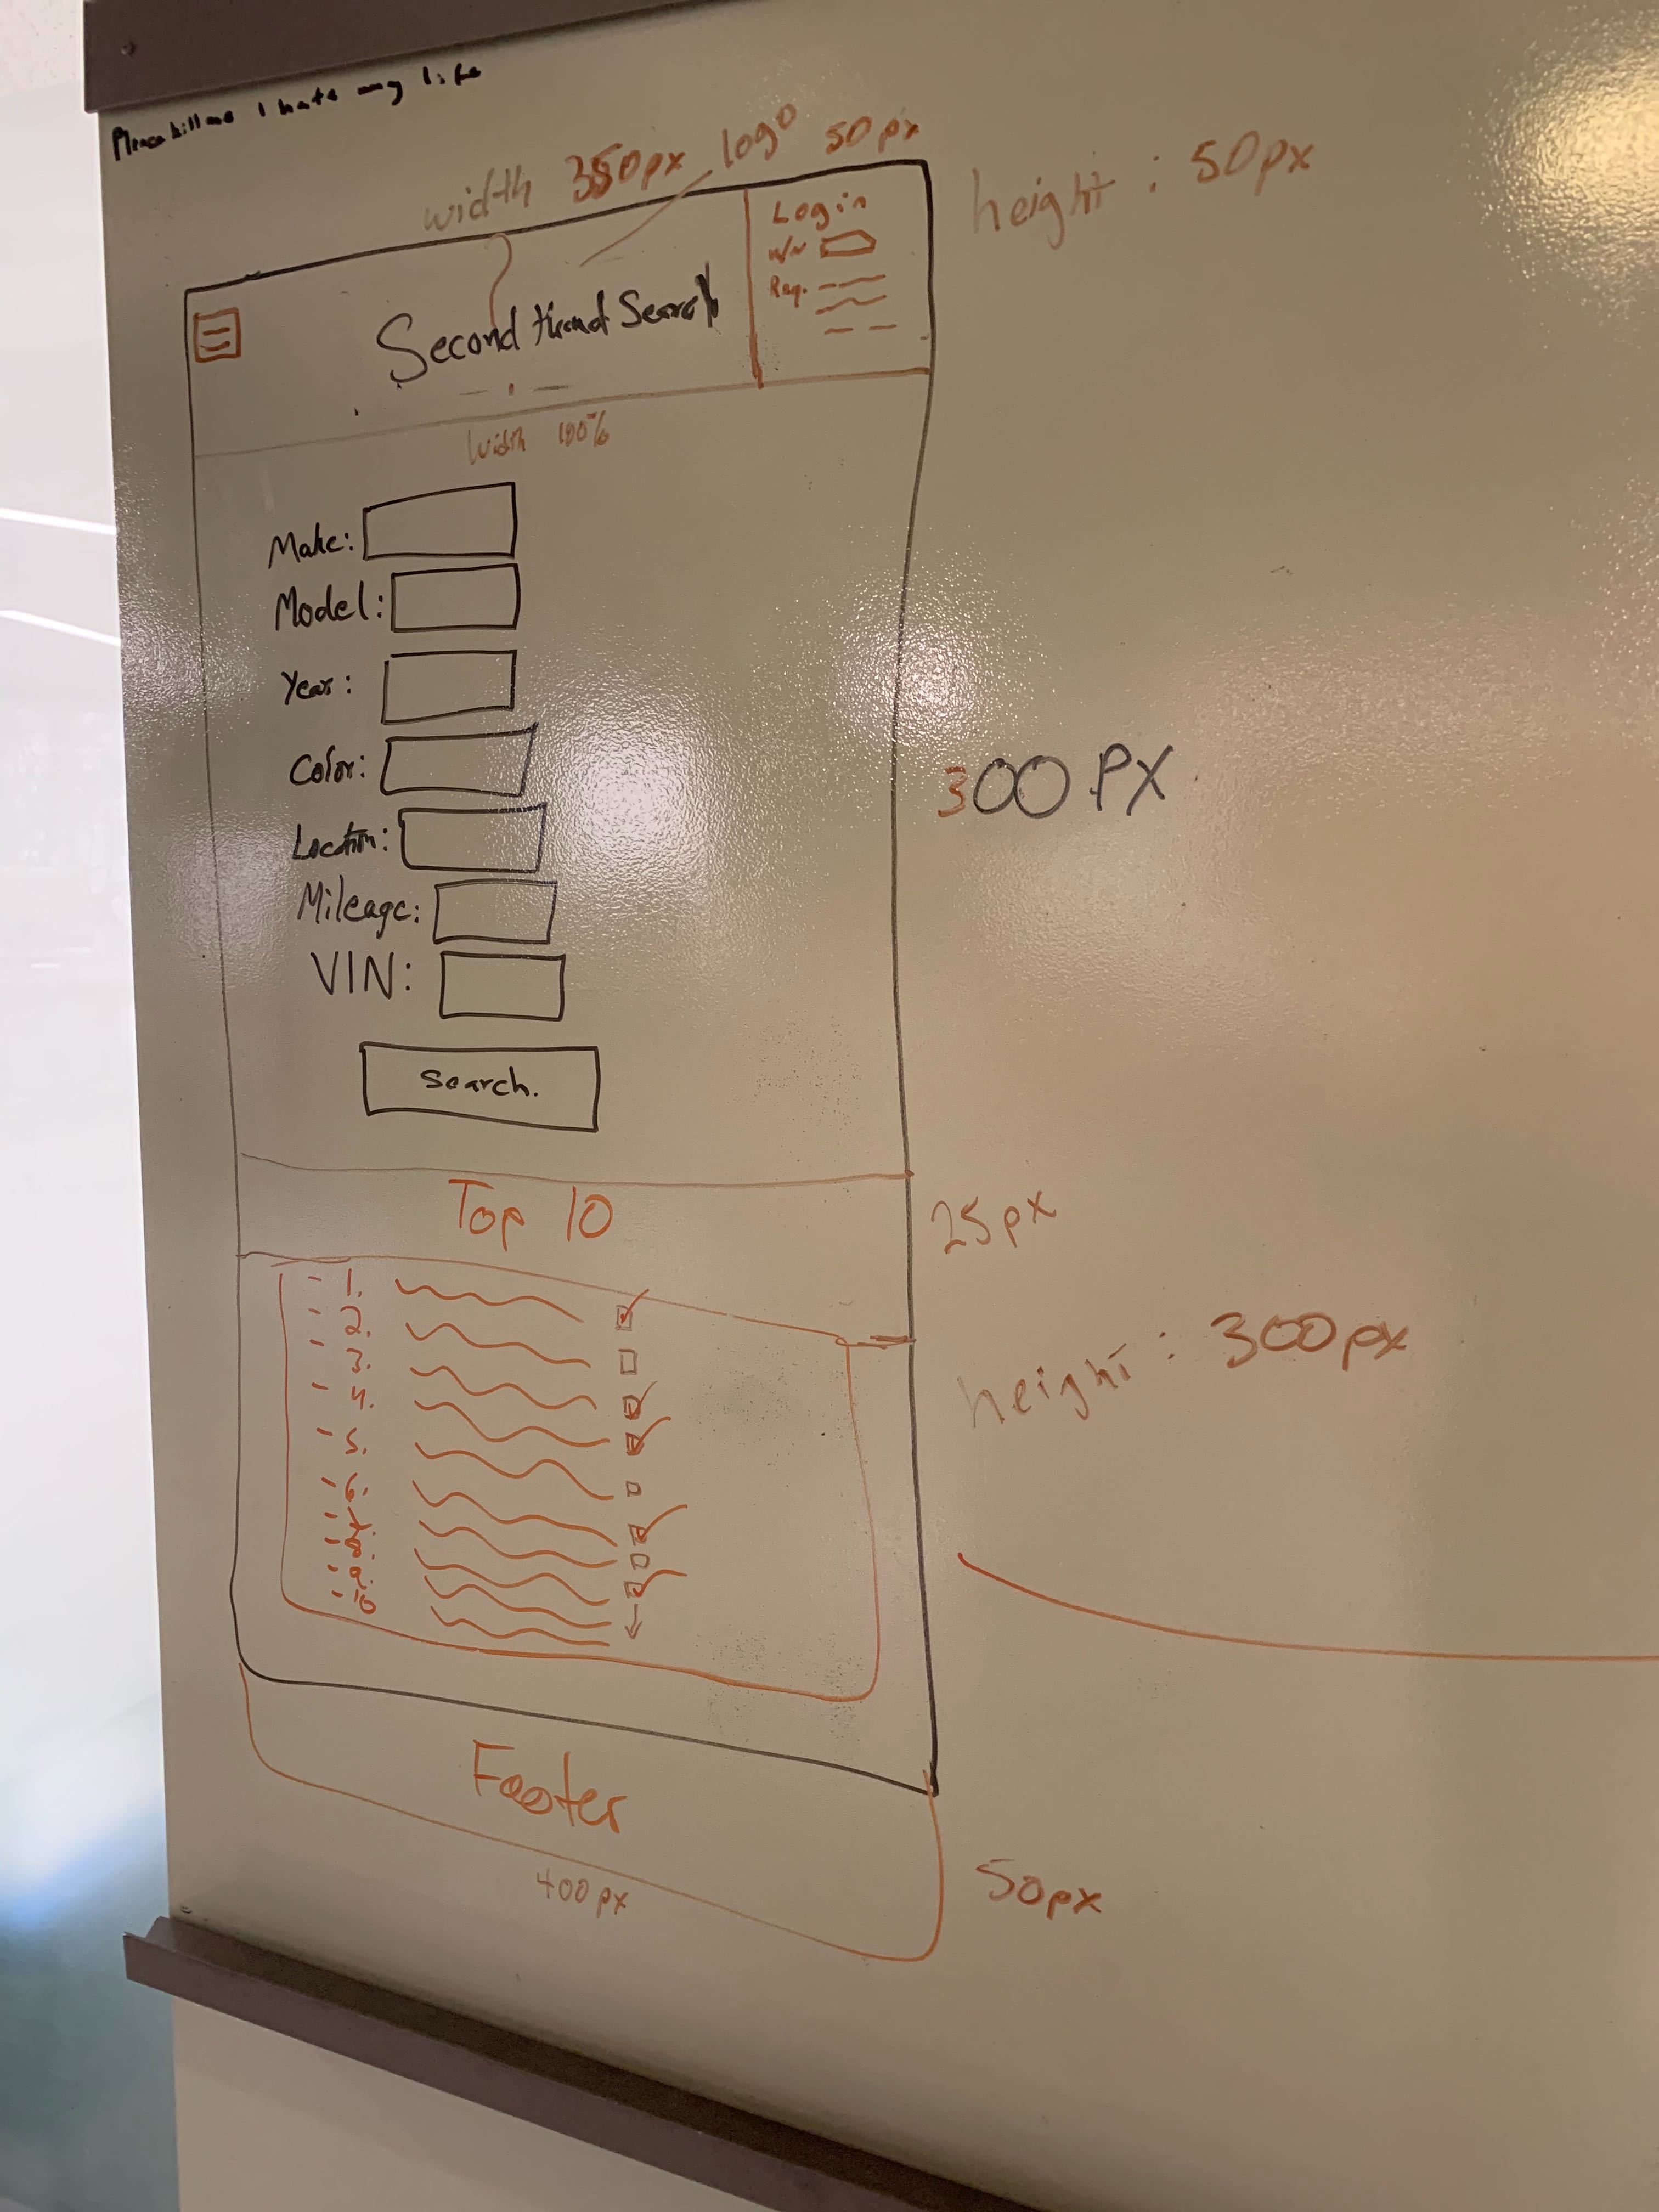 Please kill me I hate my life
width 350px logo 50px
height: 50px
Login
Reg.
Second Hand Search
width 100%
Make:
Model:
Year:
Color:
300 PX
Location:
Mileage:
VIN:
Search.
Top 10
25px
1.
2.
3.
height: 300px
4.
5.
6.
7.
8.
9.
10
Footer
400px
50px